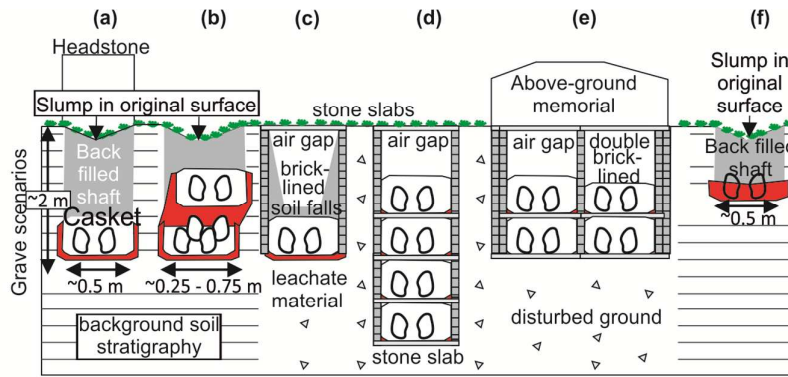 (a)
(b)
(c)
(d)
(e)
(f)
Headstone
Slump in original surface
stone slabs
Above-ground
memorial
Slump in
original
surface
Back
filled
shaft
Casket
air gap
brick-
lined
soil falls
air gap
air gap
double
brick-
lined
Back filled
shaft
Grave scenarios
~2 m
~0.5 m
~0.25 - 0.75 m
leachate
material
~0.5 m
background soil
stratigraphy
stone slab
disturbed ground